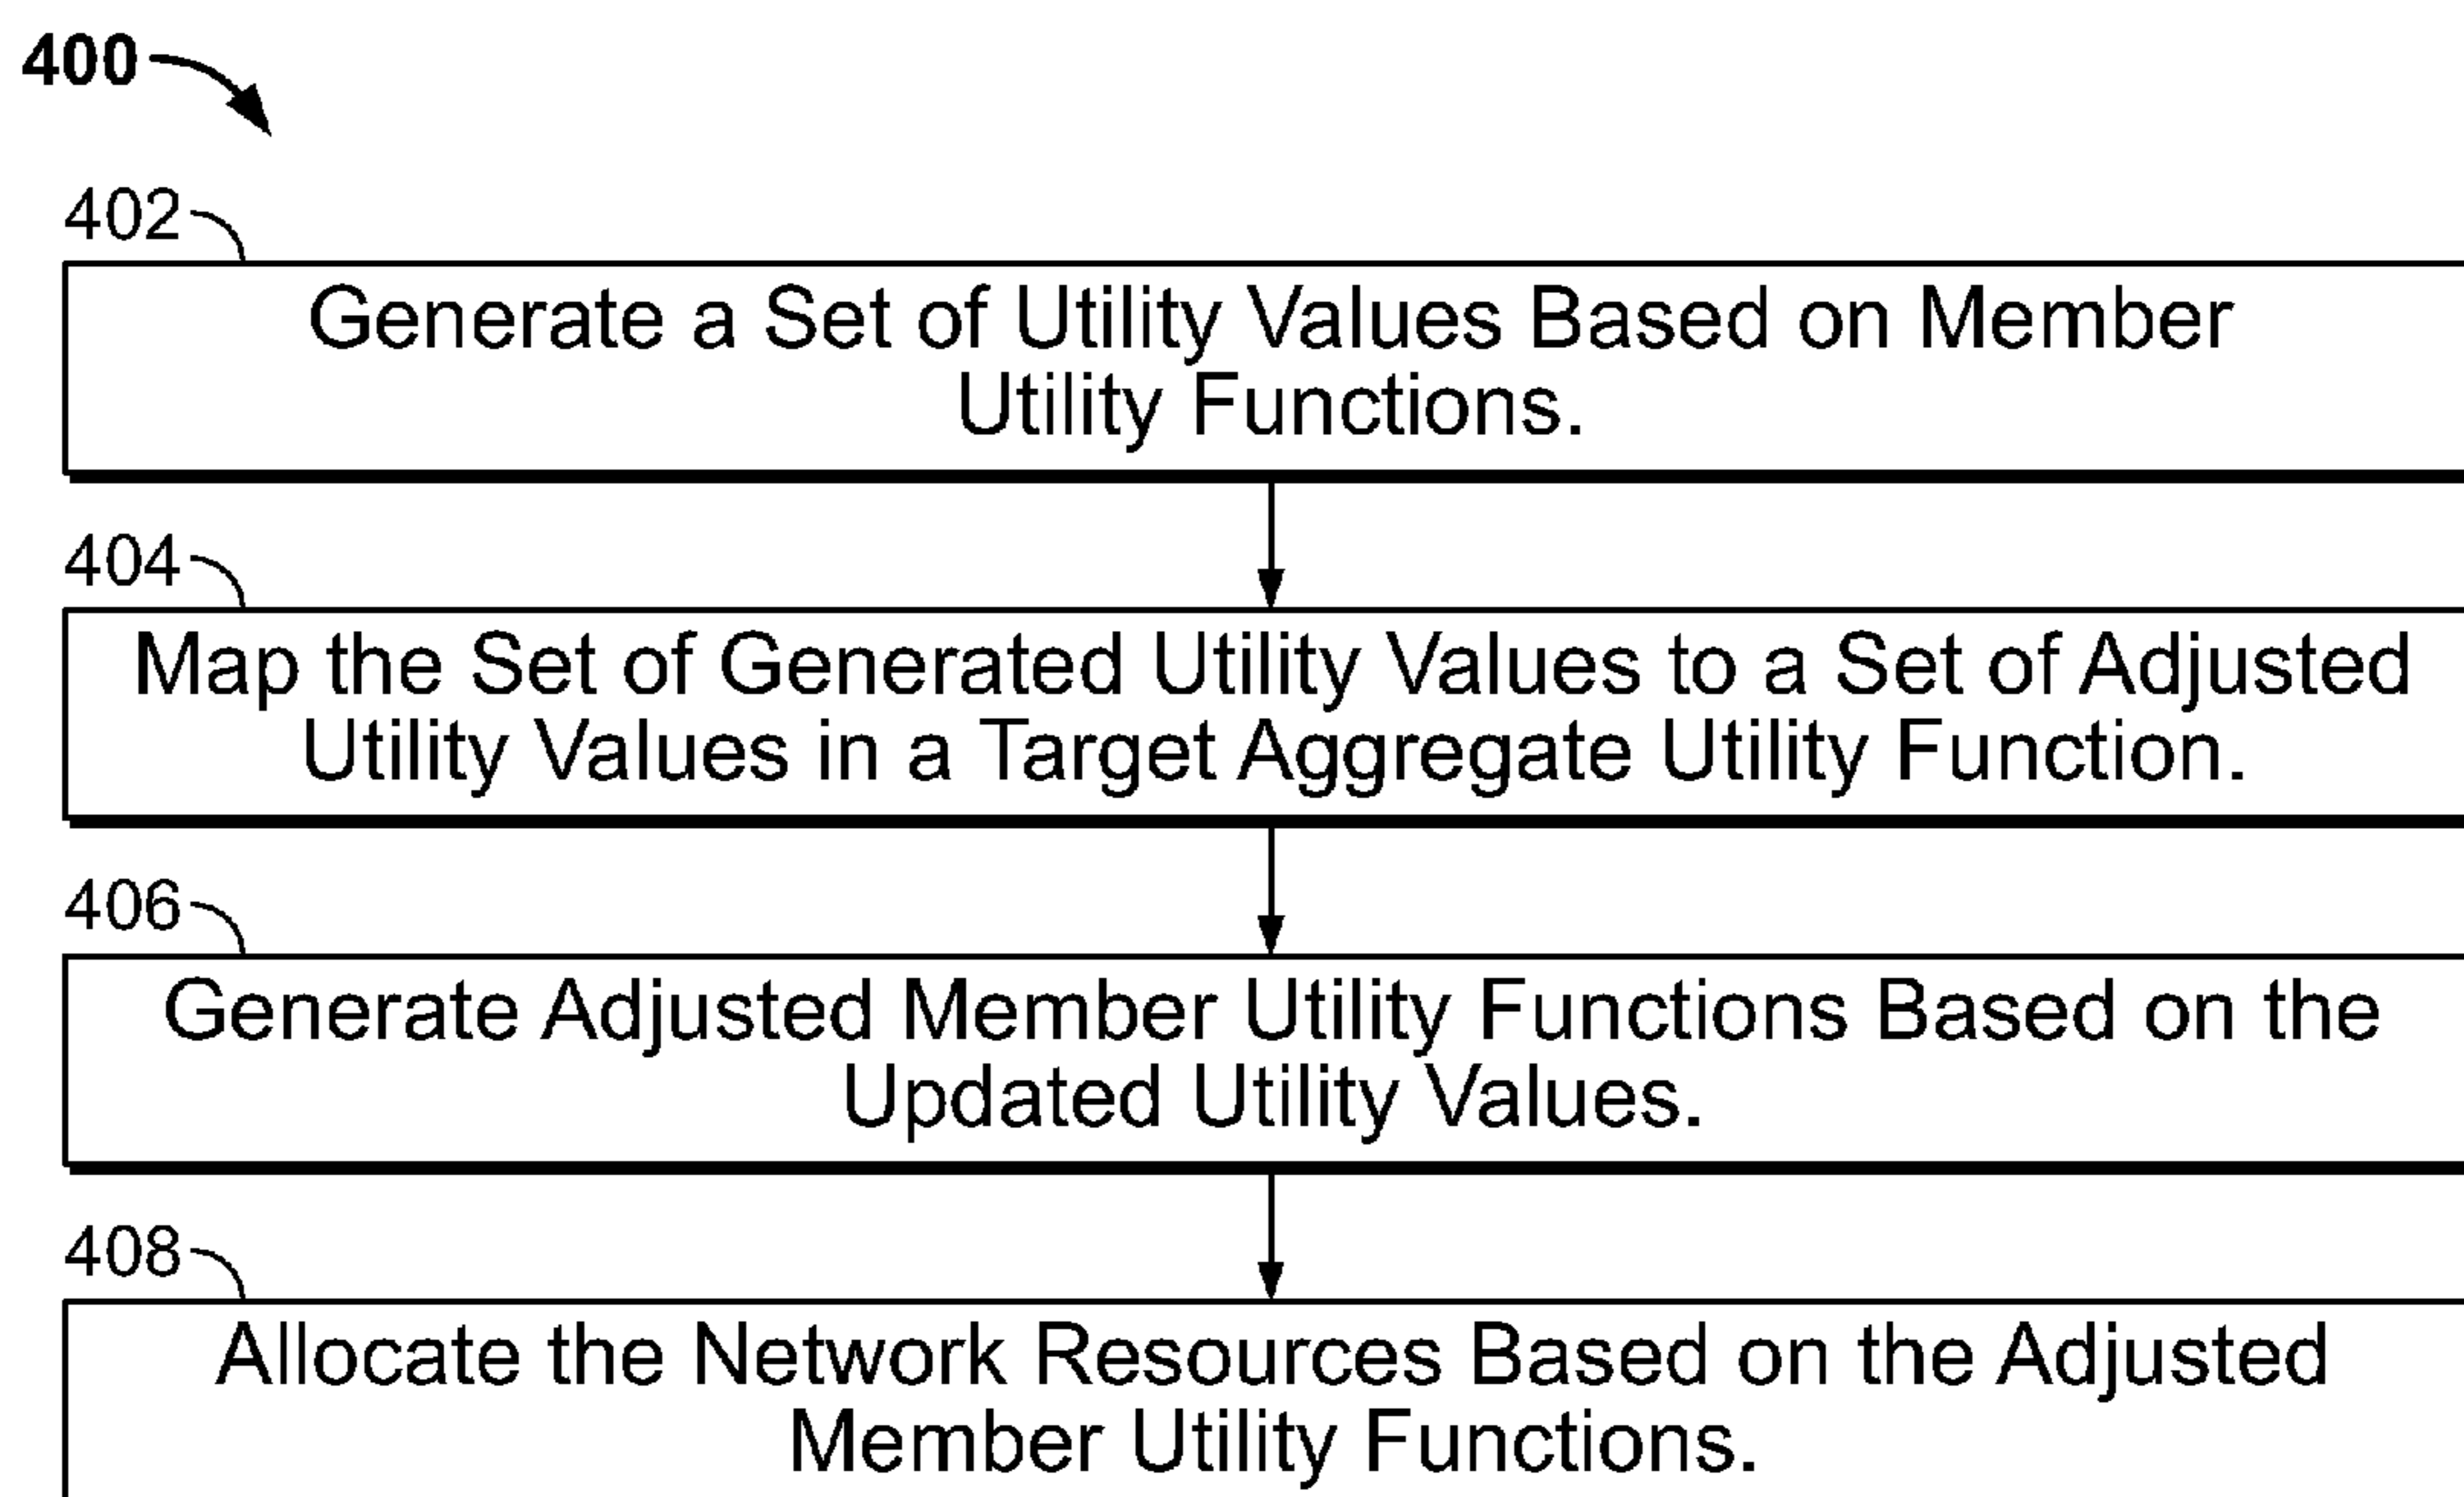 400
402
Generate a Set of Utility Values Based on Member
Utility Functions.
404
Map the Set of Generated Utility Values to a Set of Adjusted
Utility Values in a Target Aggregate Utility Function.
406
Generate Adjusted Member Utility Functions Based on the
Updated Utility Values.
408
Allocate the Network Resources Based on the Adjusted
Member Utility Functions.